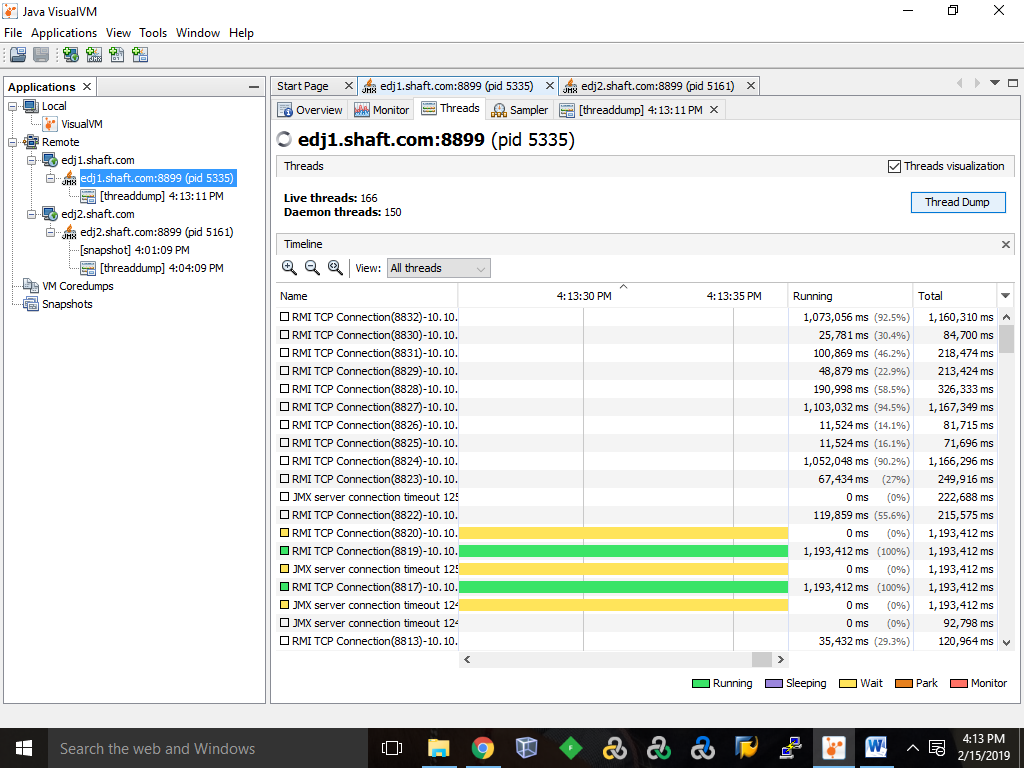 Java VisualVM
File Applications View Tools Window Help
Applications
Local
VisualVM
Remote
edj1.shaft.com
edj1.shaft.com:8899 (pid 5335)
[threaddump] 4:13:11 PM
edj2.shaft.com
edj2.shaft.com:8899 (pid 5161)
[snapshot] 4:01:09 PM
[threaddump] 4:04:09 PM
VM Coredumps
Snapshots
Start Page edj1.shaft.com:8899 (pid 5335) edj2.shaft.com:8899 (pid 5161)
Overview Monitor Threads Sampler [threaddump] 4:13:11 PM
edj1.shaft.com:8899 (pid 5335)
Threads Threads visualization
Live threads: 166
Daemon threads: 150
Thread Dump
Timeline
View: All threads
Name 4:13:30 PM 4:13:35 PM Running Total
RMI TCP Connection(8832)-10.10. 1,073,056 ms (92.5%) 1,160,310 ms
RMI TCP Connection(8830)-10.10. 25,781 ms (30.4%) 84,700 ms
RMI TCP Connection(8831)-10.10. 100,869 ms (46.2%) 218,474 ms
RMI TCP Connection(8829)-10.10. 48,879 ms (22.9%) 213,424 ms
RMI TCP Connection(8828)-10.10. 190,998 ms (58.5%) 326,333 ms
RMI TCP Connection(8827)-10.10. 1,103,032 ms (94.5%) 1,167,349 ms
RMI TCP Connection(8826)-10.10. 11,524 ms (14.1%) 81,715 ms
RMI TCP Connection(8825)-10.10. 11,524 ms (16.1%) 71,696 ms
RMI TCP Connection(8824)-10.10. 1,052,048 ms (90.2%) 1,166,296 ms
RMI TCP Connection(8823)-10.10. 67,434 ms (27%) 249,916 ms
JMX server connection timeout 125 0 ms (0%) 222,688 ms
RMI TCP Connection(8822)-10.10. 119,859 ms (55.6%) 215,575 ms
RMI TCP Connection(8820)-10.10. 0 ms (0%) 1,193,412 ms
RMI TCP Connection(8819)-10.10. 1,193,412 ms (100%) 1,193,412 ms
JMX server connection timeout 125 0 ms (0%) 1,193,412 ms
RMI TCP Connection(8817)-10.10. 1,193,412 ms (100%) 1,193,412 ms
JMX server connection timeout 124 0 ms (0%) 1,193,412 ms
JMX server connection timeout 124 0 ms (0%) 92,798 ms
RMI TCP Connection(8813)-10.10. 35,432 ms (29.3%) 120,964 ms
Running Sleeping Wait Park Monitor
Search the web and Windows
4:13 PM
2/15/2019